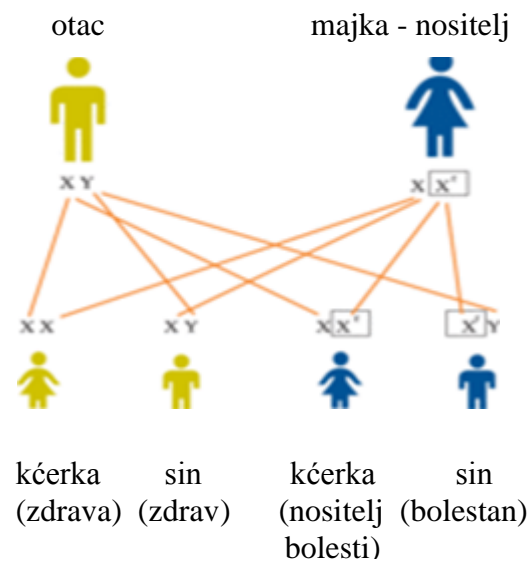 otac majka - nositelj
X Y X X'
X X X Y X X' X' Y
kćerka sin kćerka sin
(zdrava) (zdrav) (nositelj (bolestan)
bolesti)